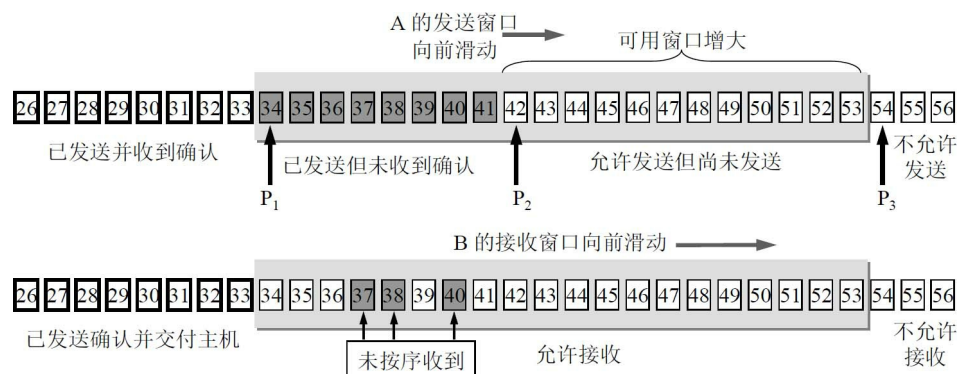 A 的发送窗口
向前滑动
可用窗口增大
26 27 28 29 30 31 32 33 34 35 36 37 38 39 40 41 42 43 44 45 46 47 48 49 50 51 52 53 54 55 56
已发送并收到确认
已发送但未收到确认
允许发送但尚未发送
不允许
发送
P1
P2
P3
B 的接收窗口向前滑动
26 27 28 29 30 31 32 33 34 35 36 37 38 39 40 41 42 43 44 45 46 47 48 49 50 51 52 53 54 55 56
已发送确认并交付主机
未按序收到
允许接收
不允许
接收